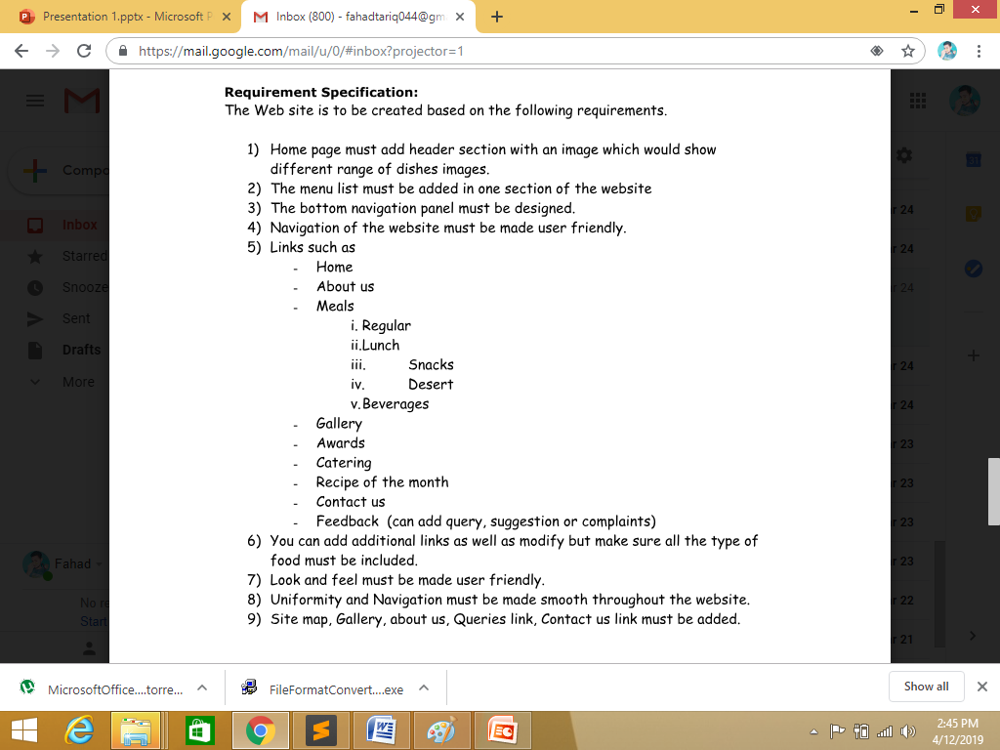 Presentation 1.pptx - Microsoft P
Inbox (800) - fahadtariq044@gm
https://mail.google.com/mail/u/0/#inbox?projector=1
Compo
Inbox
Starred
Snooze
Sent
Drafts
More
Fahad
No re
Start
Requirement Specification:
The Web site is to be created based on the following requirements.
1) Home page must add header section with an image which would show
different range of dishes images.
2) The menu list must be added in one section of the website
3) The bottom navigation panel must be designed.
4) Navigation of the website must be made user friendly.
5) Links such as
- Home
- About us
- Meals
i. Regular
ii.Lunch
iii. Snacks
iv. Desert
v.Beverages
- Gallery
- Awards
- Catering
- Recipe of the month
- Contact us
- Feedback (can add query, suggestion or complaints)
6) You can add additional links as well as modify but make sure all the type of
food must be included.
7) Look and feel must be made user friendly.
8) Uniformity and Navigation must be made smooth throughout the website.
9) Site map, Gallery, about us, Queries link, Contact us link must be added.
r 24
r 24
r 24
r 24
r 24
r 23
r 23
r 23
r 23
r 22
r 21
MicrosoftOffice....torre...
FileFormatConvert....exe
Show all
2:45 PM
4/12/2019